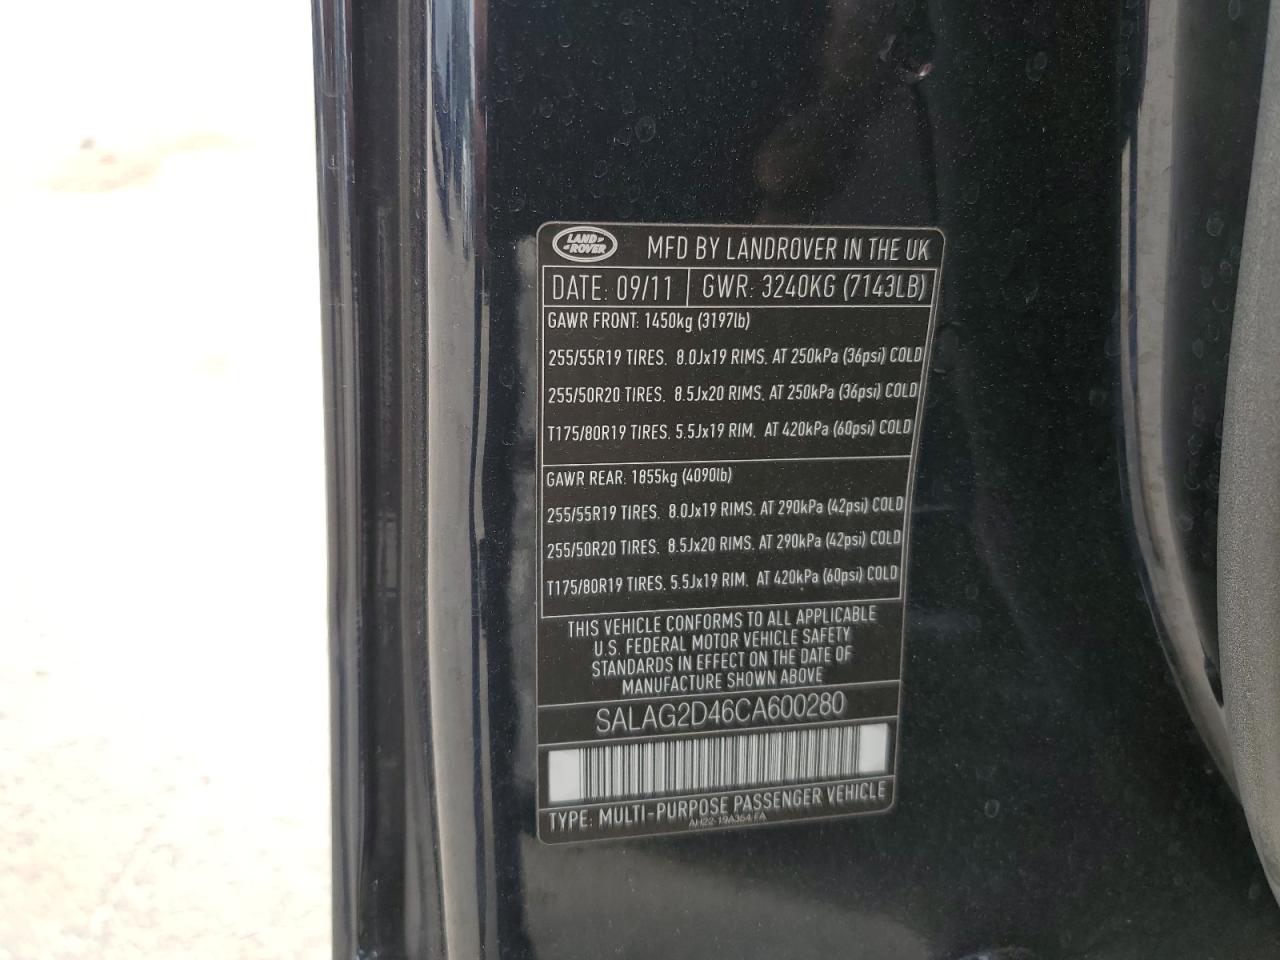 LAND ROVER
MFD BY LANDROVER IN THE UK
DATE: 09/11 GWR: 3240KG (7143LB)
GAWR FRONT: 1450kg (3197lb)
255/55R19 TIRES, 8.0Jx19 RIMS, AT 250kPa (36psi) COLD
255/50R20 TIRES, 8.5Jx20 RIMS, AT 250kPa (36psi) COLD
T175/80R19 TIRES, 5.5Jx19 RIM, AT 420kPa (60psi) COLD
GAWR REAR: 1855kg (4090lb)
255/55R19 TIRES, 8.0Jx19 RIMS, AT 290kPa (42psi) COLD
255/50R20 TIRES, 8.5Jx20 RIMS, AT 290kPa (42psi) COLD
T175/80R19 TIRES, 5.5Jx19 RIM, AT 420kPa (60psi) COLD
THIS VEHICLE CONFORMS TO ALL APPLICABLE
U.S. FEDERAL MOTOR VEHICLE SAFETY
STANDARDS IN EFFECT ON THE DATE OF
MANUFACTURE SHOWN ABOVE
SALAG2D46CA600280
TYPE: MULTI-PURPOSE PASSENGER VEHICLE
AH22-19A364-FA